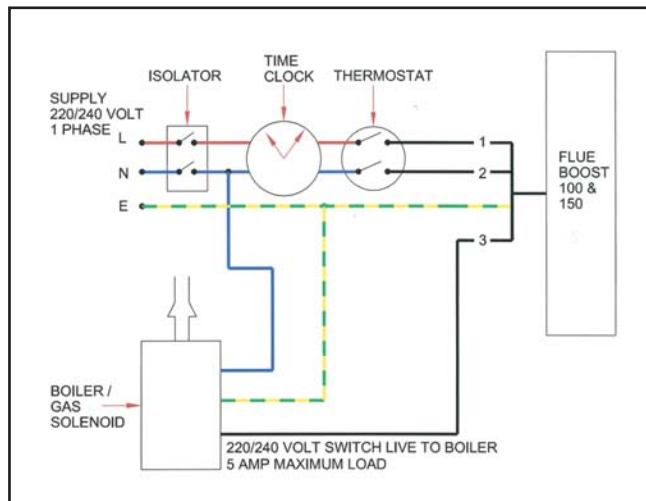 ISOLATOR
TIME
CLOCK
THERMOSTAT
SUPPLY
220/240 VOLT
1 PHASE
L
N
E
1
2
3
FLUE
BOOST
100 &
150
BOILER /
GAS
SOLENOID
220/240 VOLT SWITCH LIVE TO BOILER
5 AMP MAXIMUM LOAD